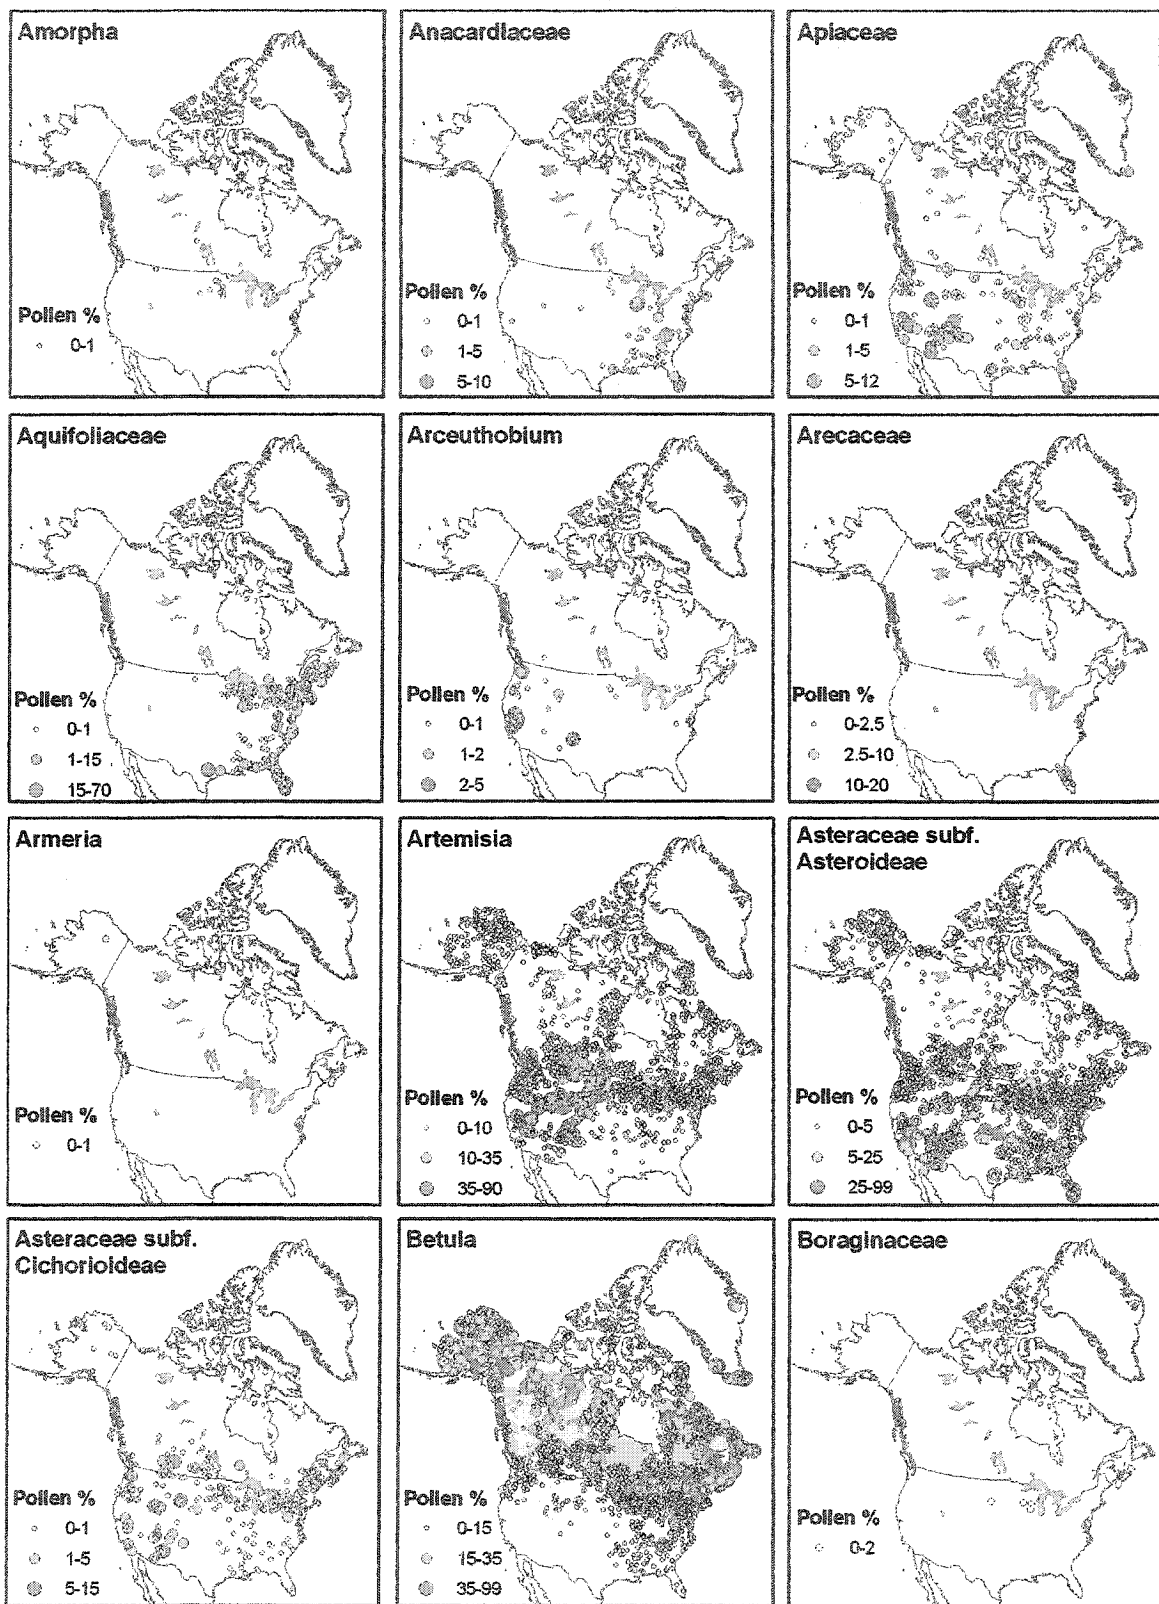 Amorpha
Pollen %
0-1
Anacardiaceae
Pollen %
0-1
1-5
5-10
Apiaceae
Pollen %
0-1
1-5
5-12
Aquifoliaceae
Pollen %
0-1
1-15
15-70
Arceuthobium
Pollen %
0-1
1-2
2-5
Arecaceae
Pollen %
0-2.5
2.5-10
10-20
Armeria
Pollen %
0-1
Artemisia
Pollen %
0-10
10-35
35-90
Asteraceae subf.
Asteroideae
Pollen %
0-5
5-25
25-99
Asteraceae subf.
Cichorioideae
Pollen %
0-1
1-5
5-15
Betula
Pollen %
0-15
15-35
35-99
Boraginaceae
Pollen %
0-2